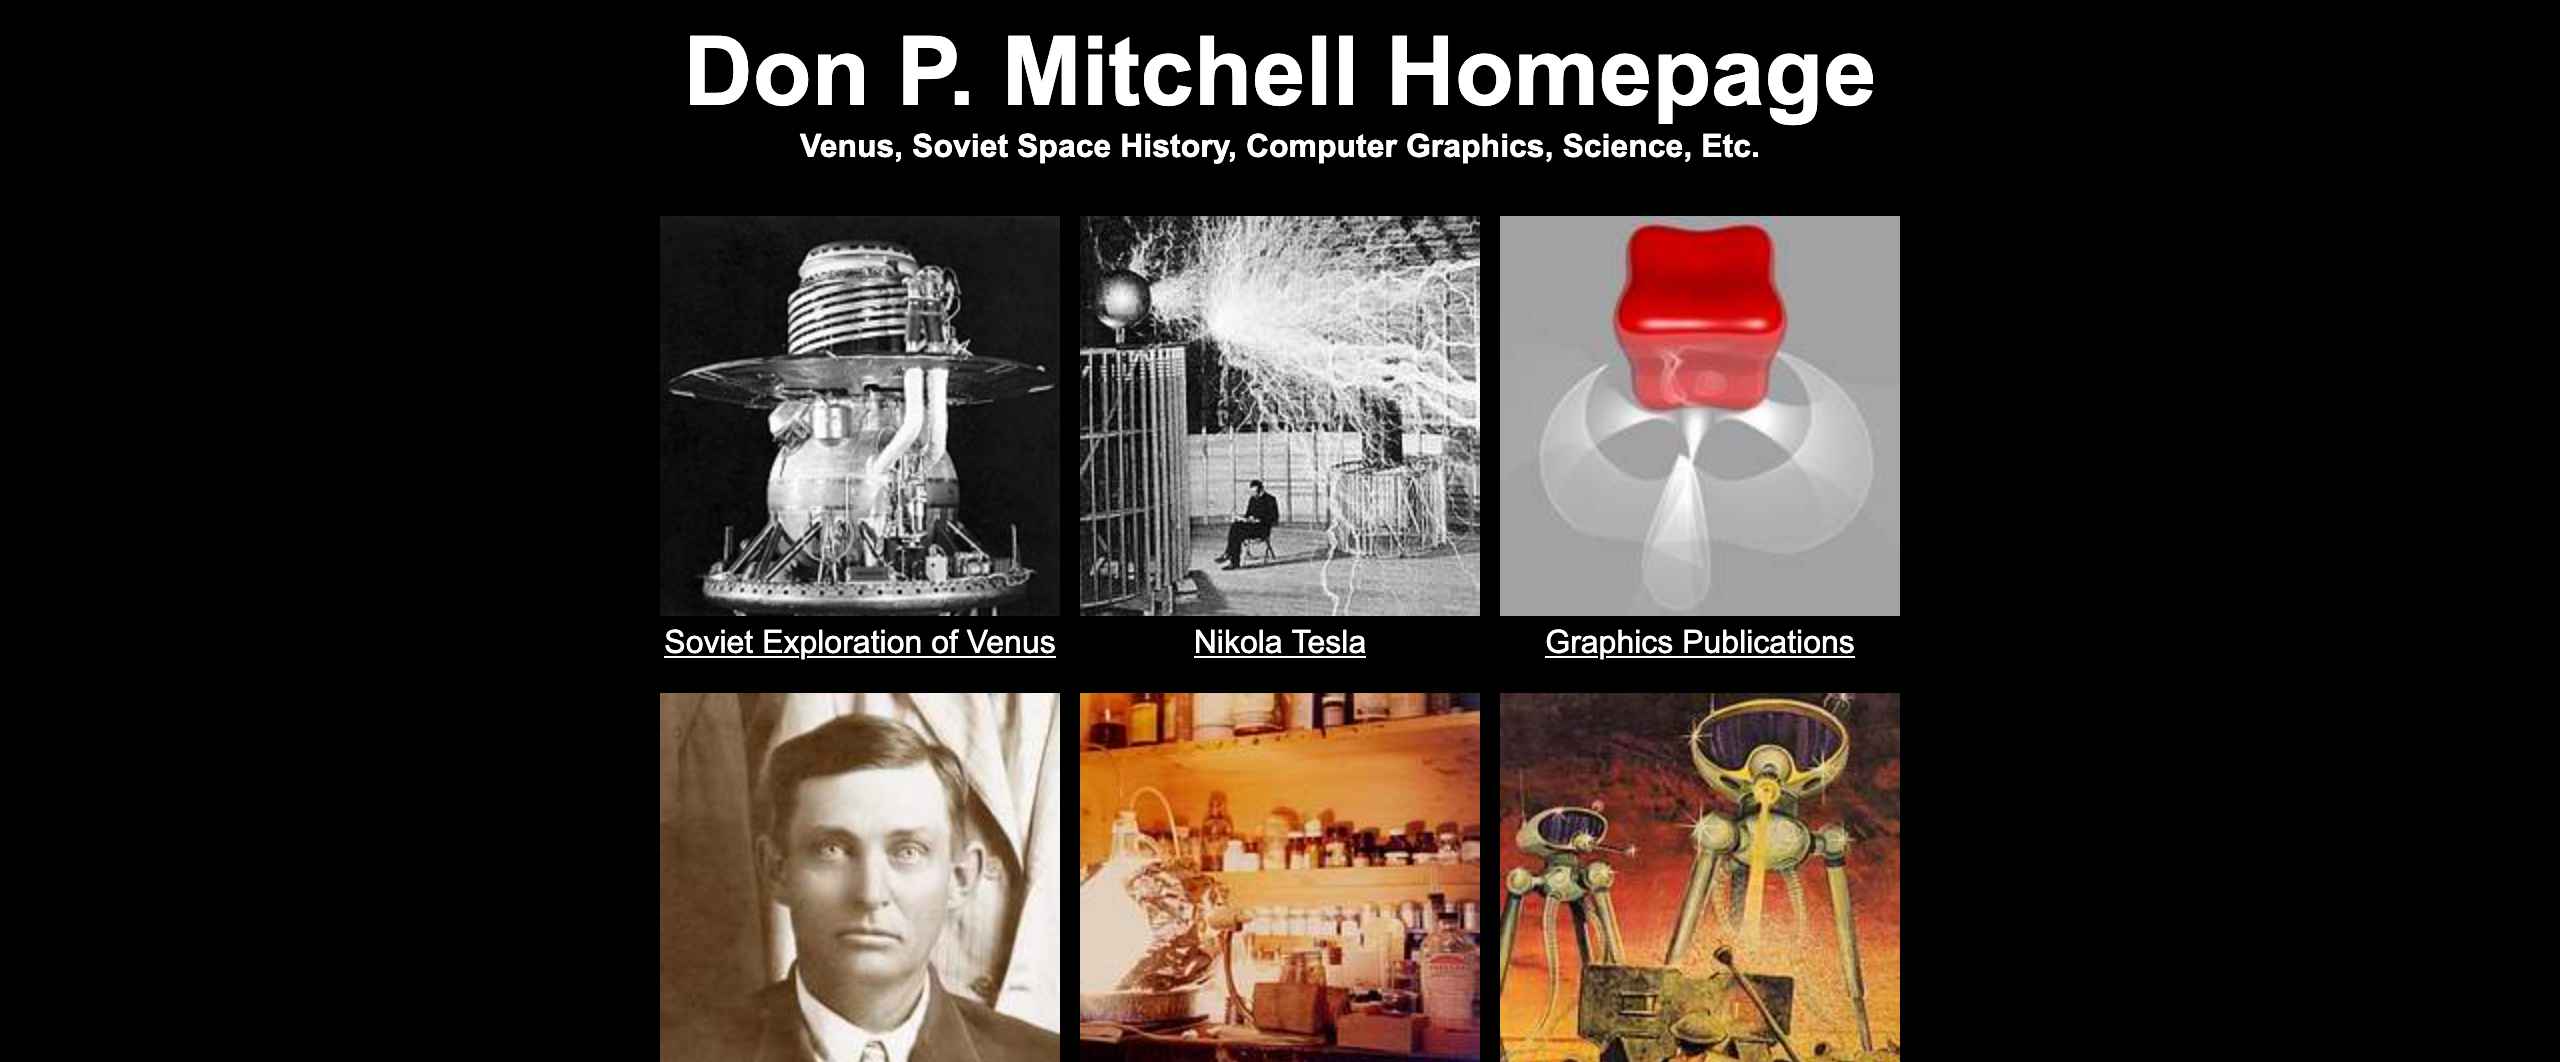 Don P. Mitchell Homepage
Venus, Soviet Space History, Computer Graphics, Science, Etc.
Soviet Exploration of Venus
Nikola Tesla
Graphics Publications